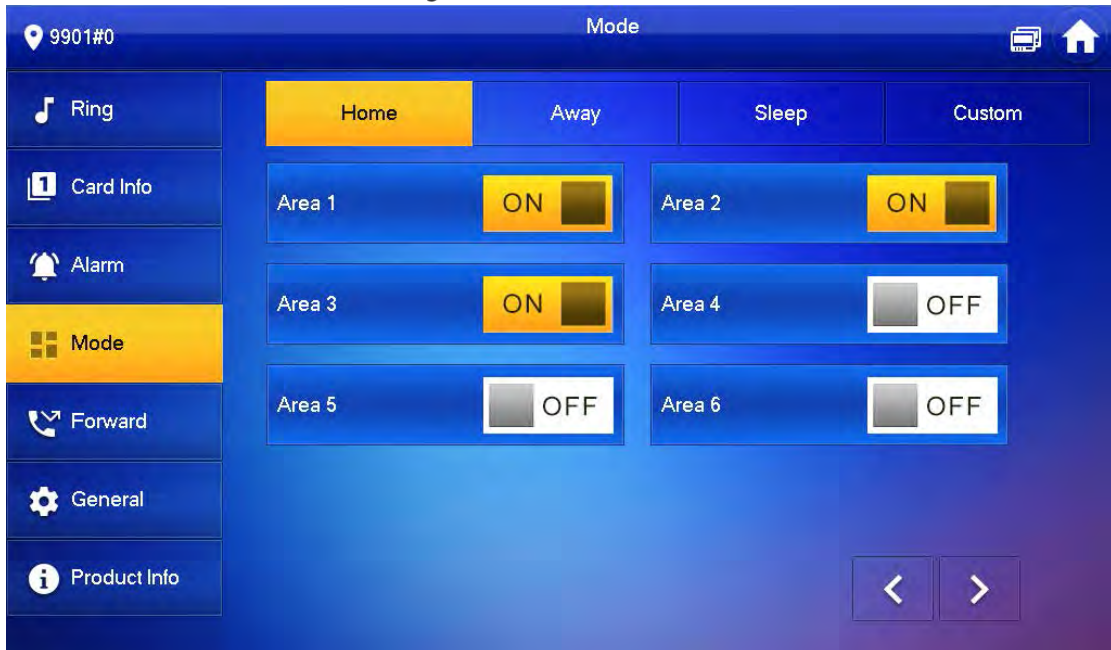 9901#0
Mode
Ring
Card Info
Alarm
Mode
Forward
General
Product Info
Home Away Sleep Custom
Area 1 ON Area 2 ON
Area 3 ON Area 4 OFF
Area 5 OFF Area 6 OFF